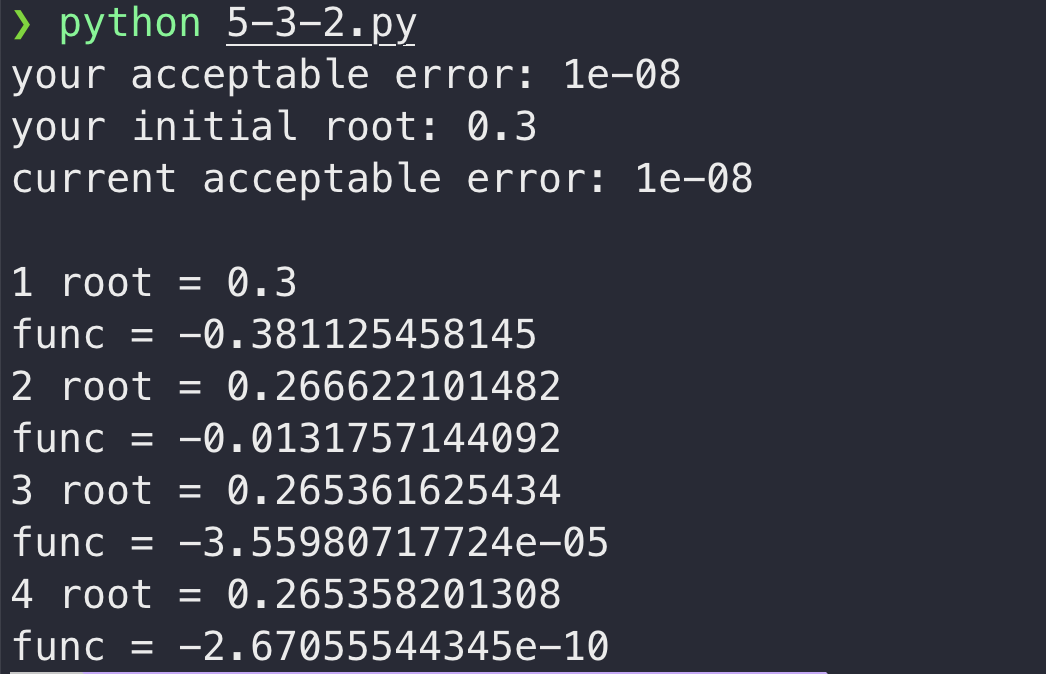 ❯ python 5-3-2.py
your acceptable error: 1e-08
your initial root: 0.3
current acceptable error: 1e-08
1 root = 0.3
func = -0.381125458145
2 root = 0.266622101482
func = -0.0131757144092
3 root = 0.265361625434
func = -3.55980717724e-05
4 root = 0.265358201308
func = -2.67055544345e-10